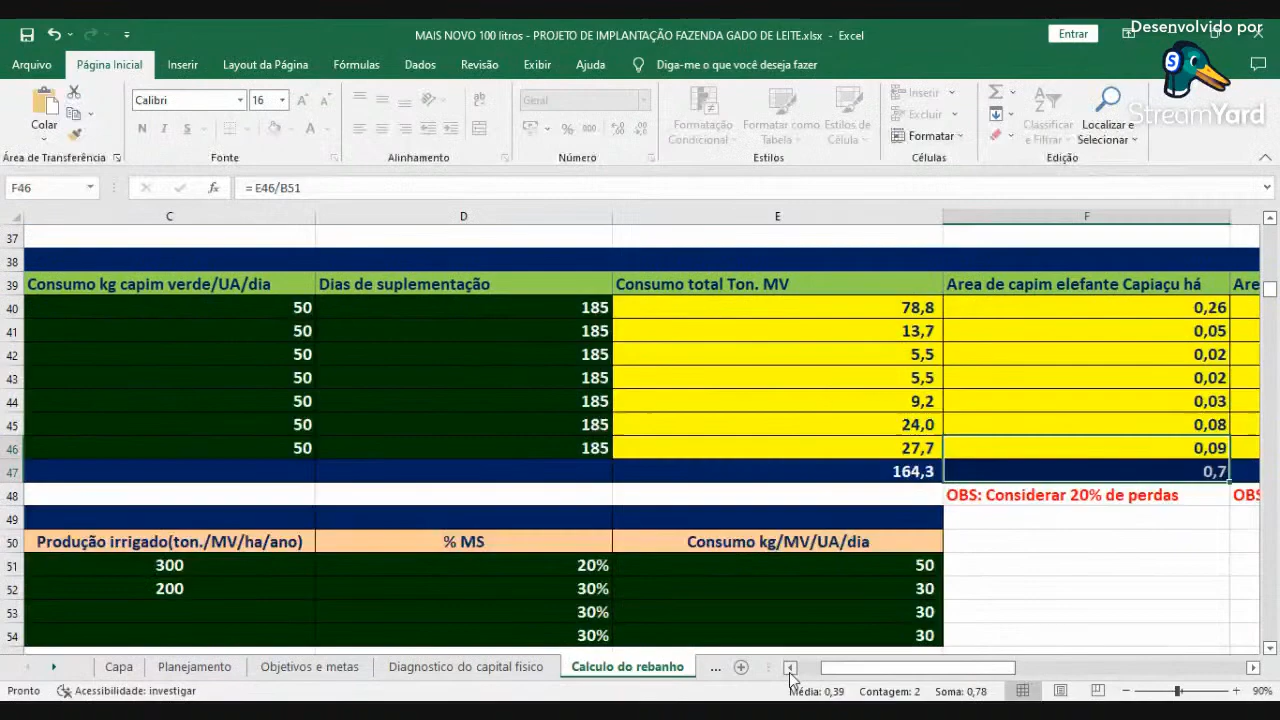 Desenvolvido por
StreamYard
MAIS NOVO 100 litros - PROJETO DE IMPLANTAÇÃO FAZENDA GADO DE LEITE.xlsx - Excel
Entrar
Arquivo Página Inicial Inserir Layout da Página Fórmulas Dados Revisão Exibir Ajuda Diga-me o que você deseja fazer
Colar
Calibri 16
N I S
Geral
Formatação Condicional
Formatar como Tabela
Estilos de Célula
Inserir
Excluir
Formatar
Classificar e Filtrar
Localizar e Selecionar
Área de Transferência Fonte Alinhamento Número Estilos Células Edição
F46 fx = E46/B51
C D E F
37
38
39 Consumo kg capim verde/UA/dia Dias de suplementação Consumo total Ton. MV Area de capim elefante Capiaçu há Are
40 50 185 78,8 0,26
41 50 185 13,7 0,05
42 50 185 5,5 0,02
43 50 185 5,5 0,02
44 50 185 9,2 0,03
45 50 185 24,0 0,08
46 50 185 27,7 0,09
47 164,3 0,7
48 OBS: Considerar 20% de perdas OBS
49
50 Produção irrigado(ton./MV/ha/ano) % MS Consumo kg/MV/UA/dia
51 300 20% 50
52 200 30% 30
53 30% 30
54 30% 30
Capa Planejamento Objetivos e metas Diagnostico do capital fisico Calculo do rebanho ...
Pronto Acessibilidade: investigar Média: 0,39 Contagem: 2 Soma: 0,78 90%